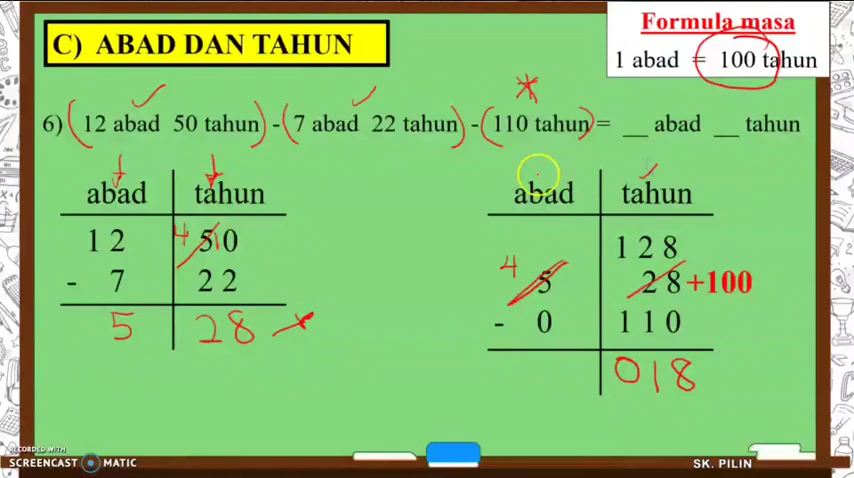 C) ABAD DAN TAHUN
Formula masa
1 abad = 100 tahun
6) (12 abad 50 tahun) - (7 abad 22 tahun) - (110 tahun) = __ abad __ tahun
abad tahun
12 4 5 10
- 7 22
5 28
abad tahun
128
4 5 28 +100
- 0 110
018
RECORDED WITH
SCREENCAST MATIC
SK. PILIN